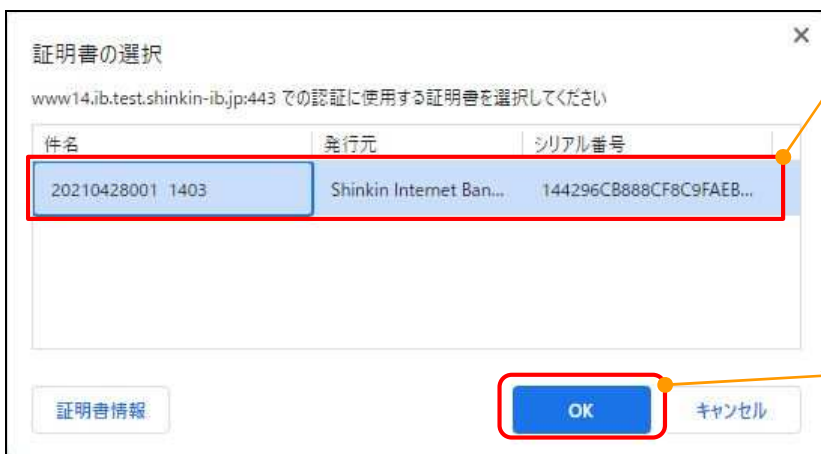 証明書の選択
www14.ib.test.shinkin-ib.jp:443 での認証に使用する証明書を選択してください
件名 発行元 シリアル番号
20210428001 1403 Shinkin Internet Ban... 144296CB888CF8C9FAEB...
証明書情報 OK キャンセル